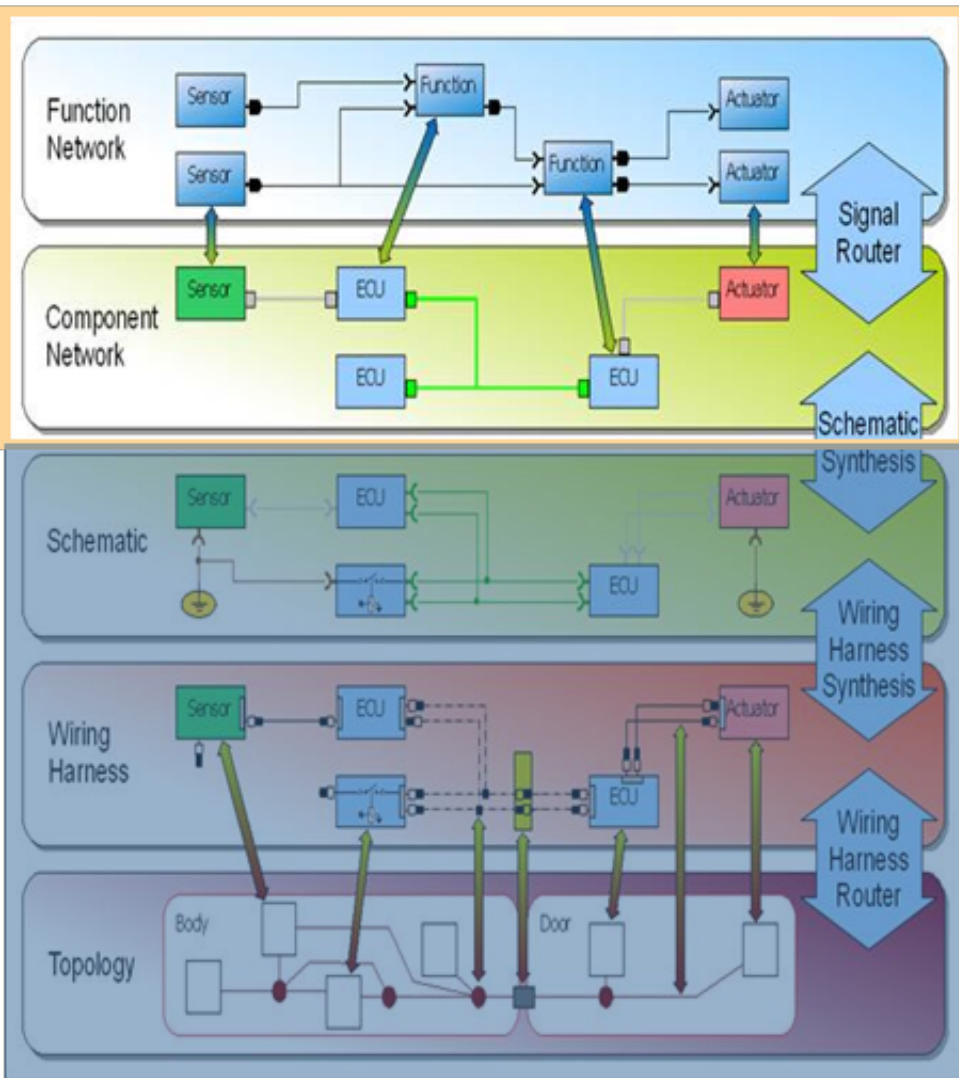 Function
Network
Sensor
Function
Actuator
Sensor
Function
Actuator
Signal
Router
Component
Network
Sensor
ECU
Actuator
ECU
ECU
Schematic
Synthesis
Schematic
Sensor
ECU
Actuator
ECU
Wiring
Harness
Synthesis
Wiring
Harness
Sensor
ECU
Actuator
ECU
Wiring
Harness
Router
Topology
Body
Door